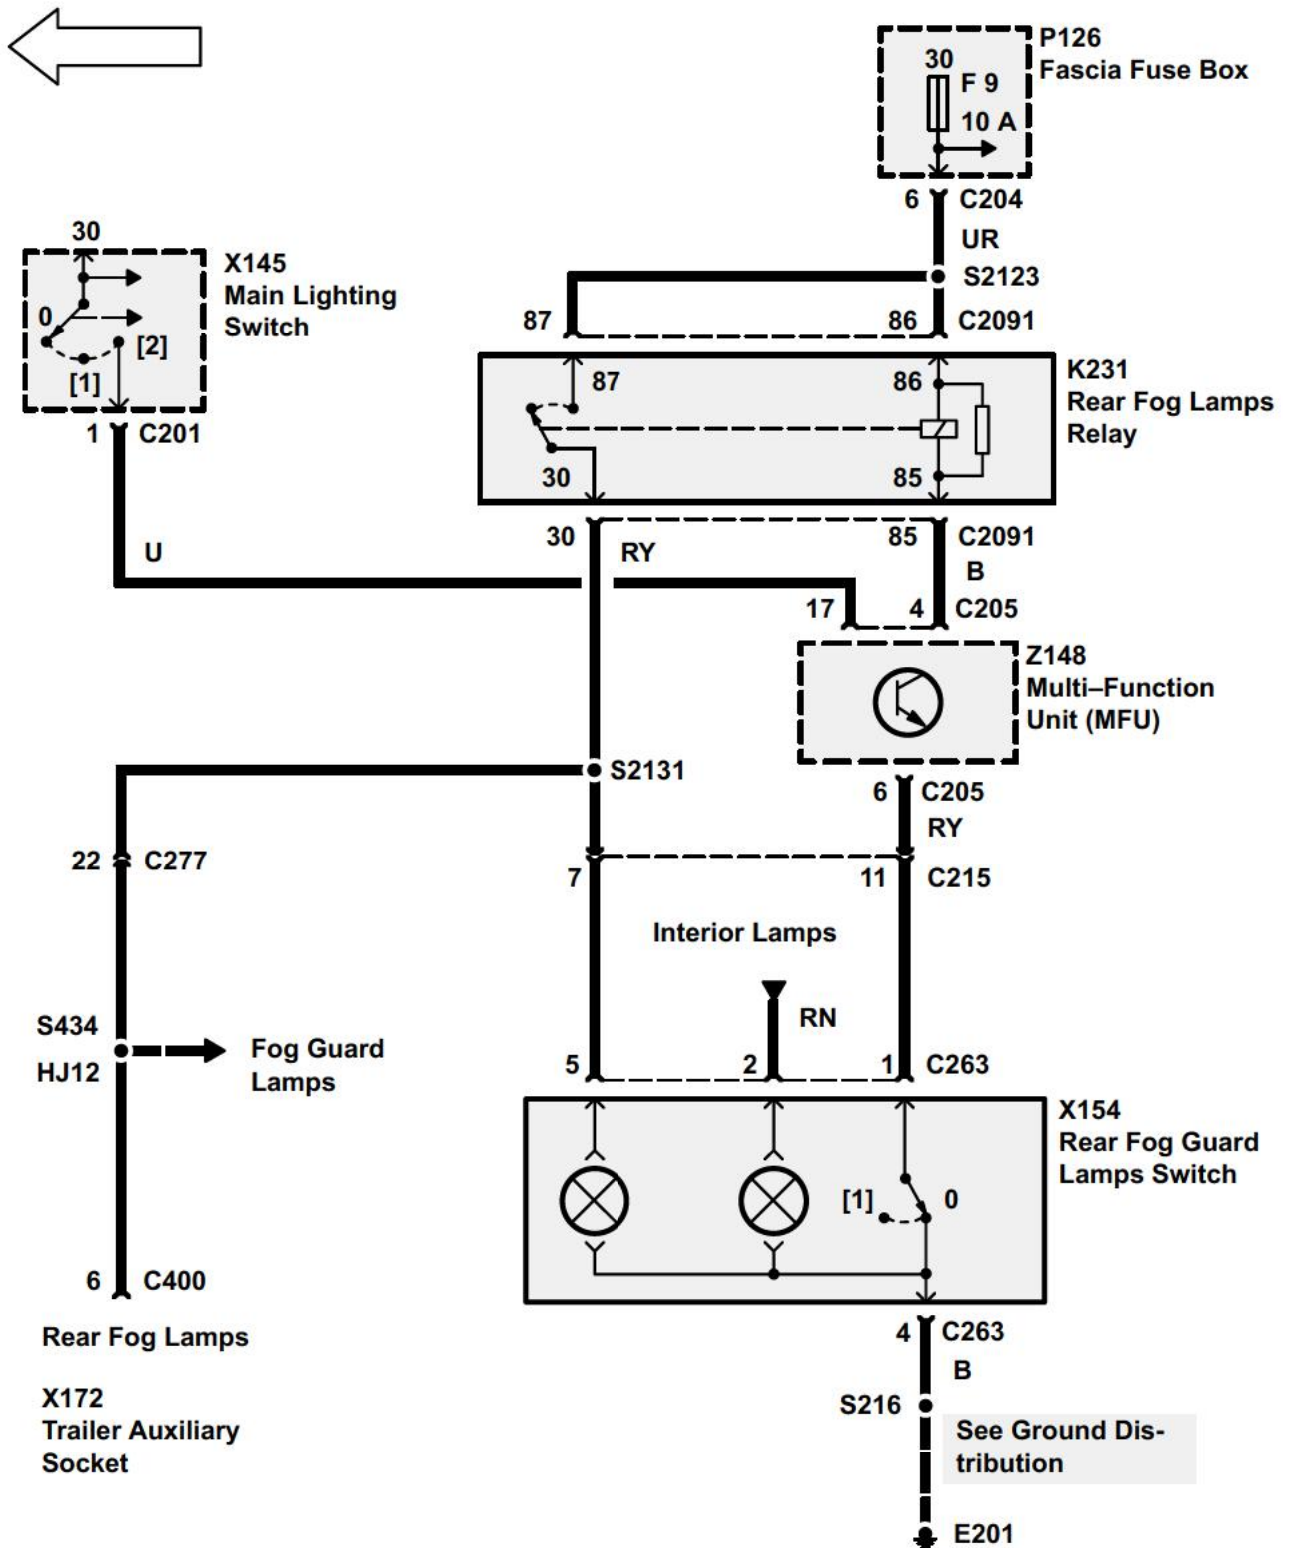 P126
Fascia Fuse Box
30
F 9
10 A
6 C204
UR
S2123
30
X145
Main Lighting
Switch
0
[2]
[1]
1 C201
U
87
86 C2091
87
86
K231
Rear Fog Lamps
Relay
30
85
30 RY
85 C2091
B
17
4 C205
Z148
Multi–Function
Unit (MFU)
S2131
6 C205
RY
22 C277
7
11 C215
Interior Lamps
RN
S434
HJ12
Fog Guard
Lamps
5
2
1 C263
X154
Rear Fog Guard
Lamps Switch
[1]
0
6 C400
Rear Fog Lamps
X172
Trailer Auxiliary
Socket
4 C263
B
S216
See Ground Dis-
tribution
E201